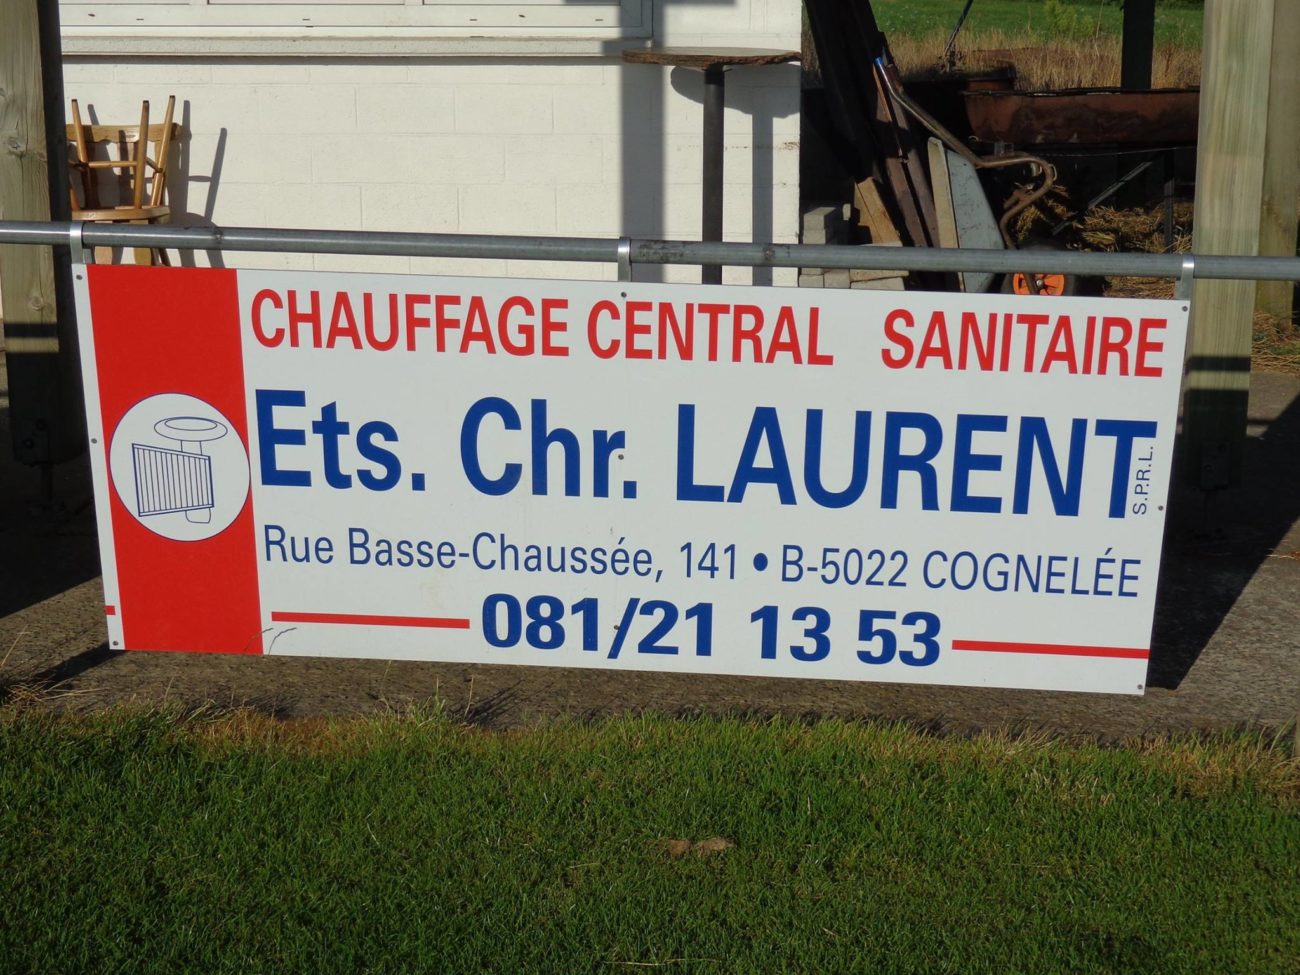 CHAUFFAGE CENTRAL SANITAIRE
Ets. Chr. LAURENT S.P.R.L.
Rue Basse-Chaussée, 141 • B-5022 COGNELÉE
081/21 13 53